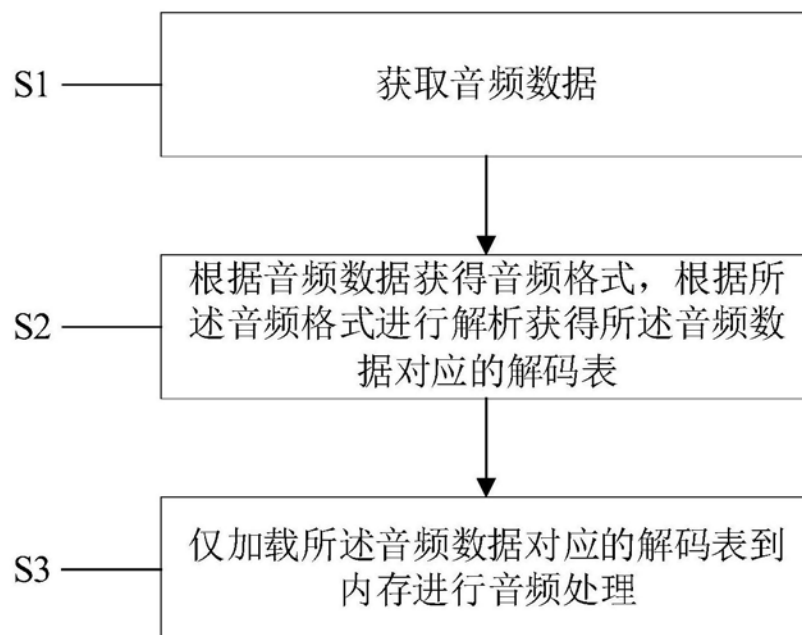 S1
获取音频数据
S2
根据音频数据获得音频格式，根据所
述音频格式进行解析获得所述音频数
据对应的解码表
S3
仅加载所述音频数据对应的解码表到
内存进行音频处理